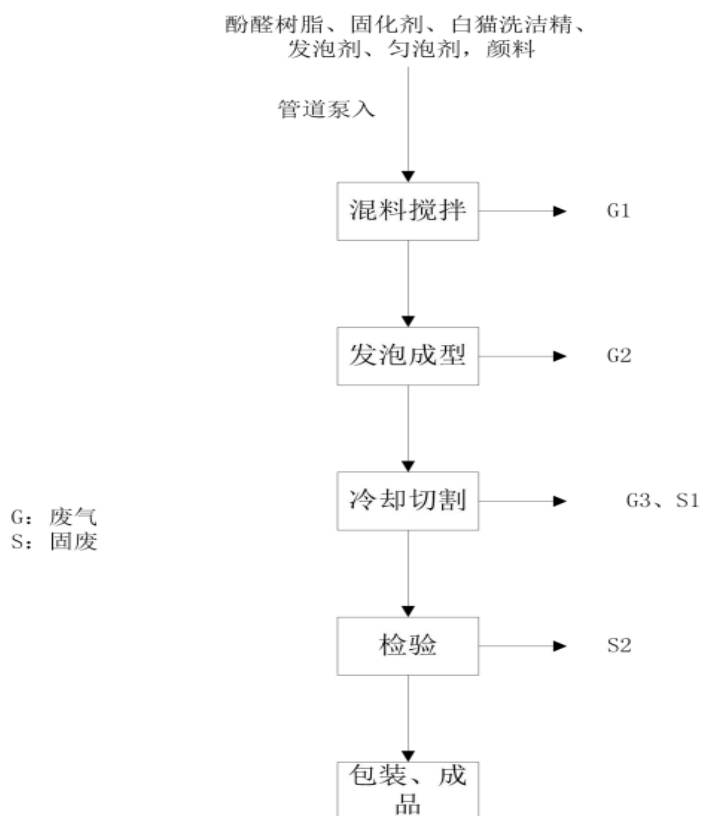 酚醛树脂、固化剂、白猫洗洁精、
发泡剂、匀泡剂，颜料
管道泵入
混料搅拌
G1
发泡成型
G2
冷却切割
G3、S1
G：废气
S：固废
检验
S2
包装、成
品